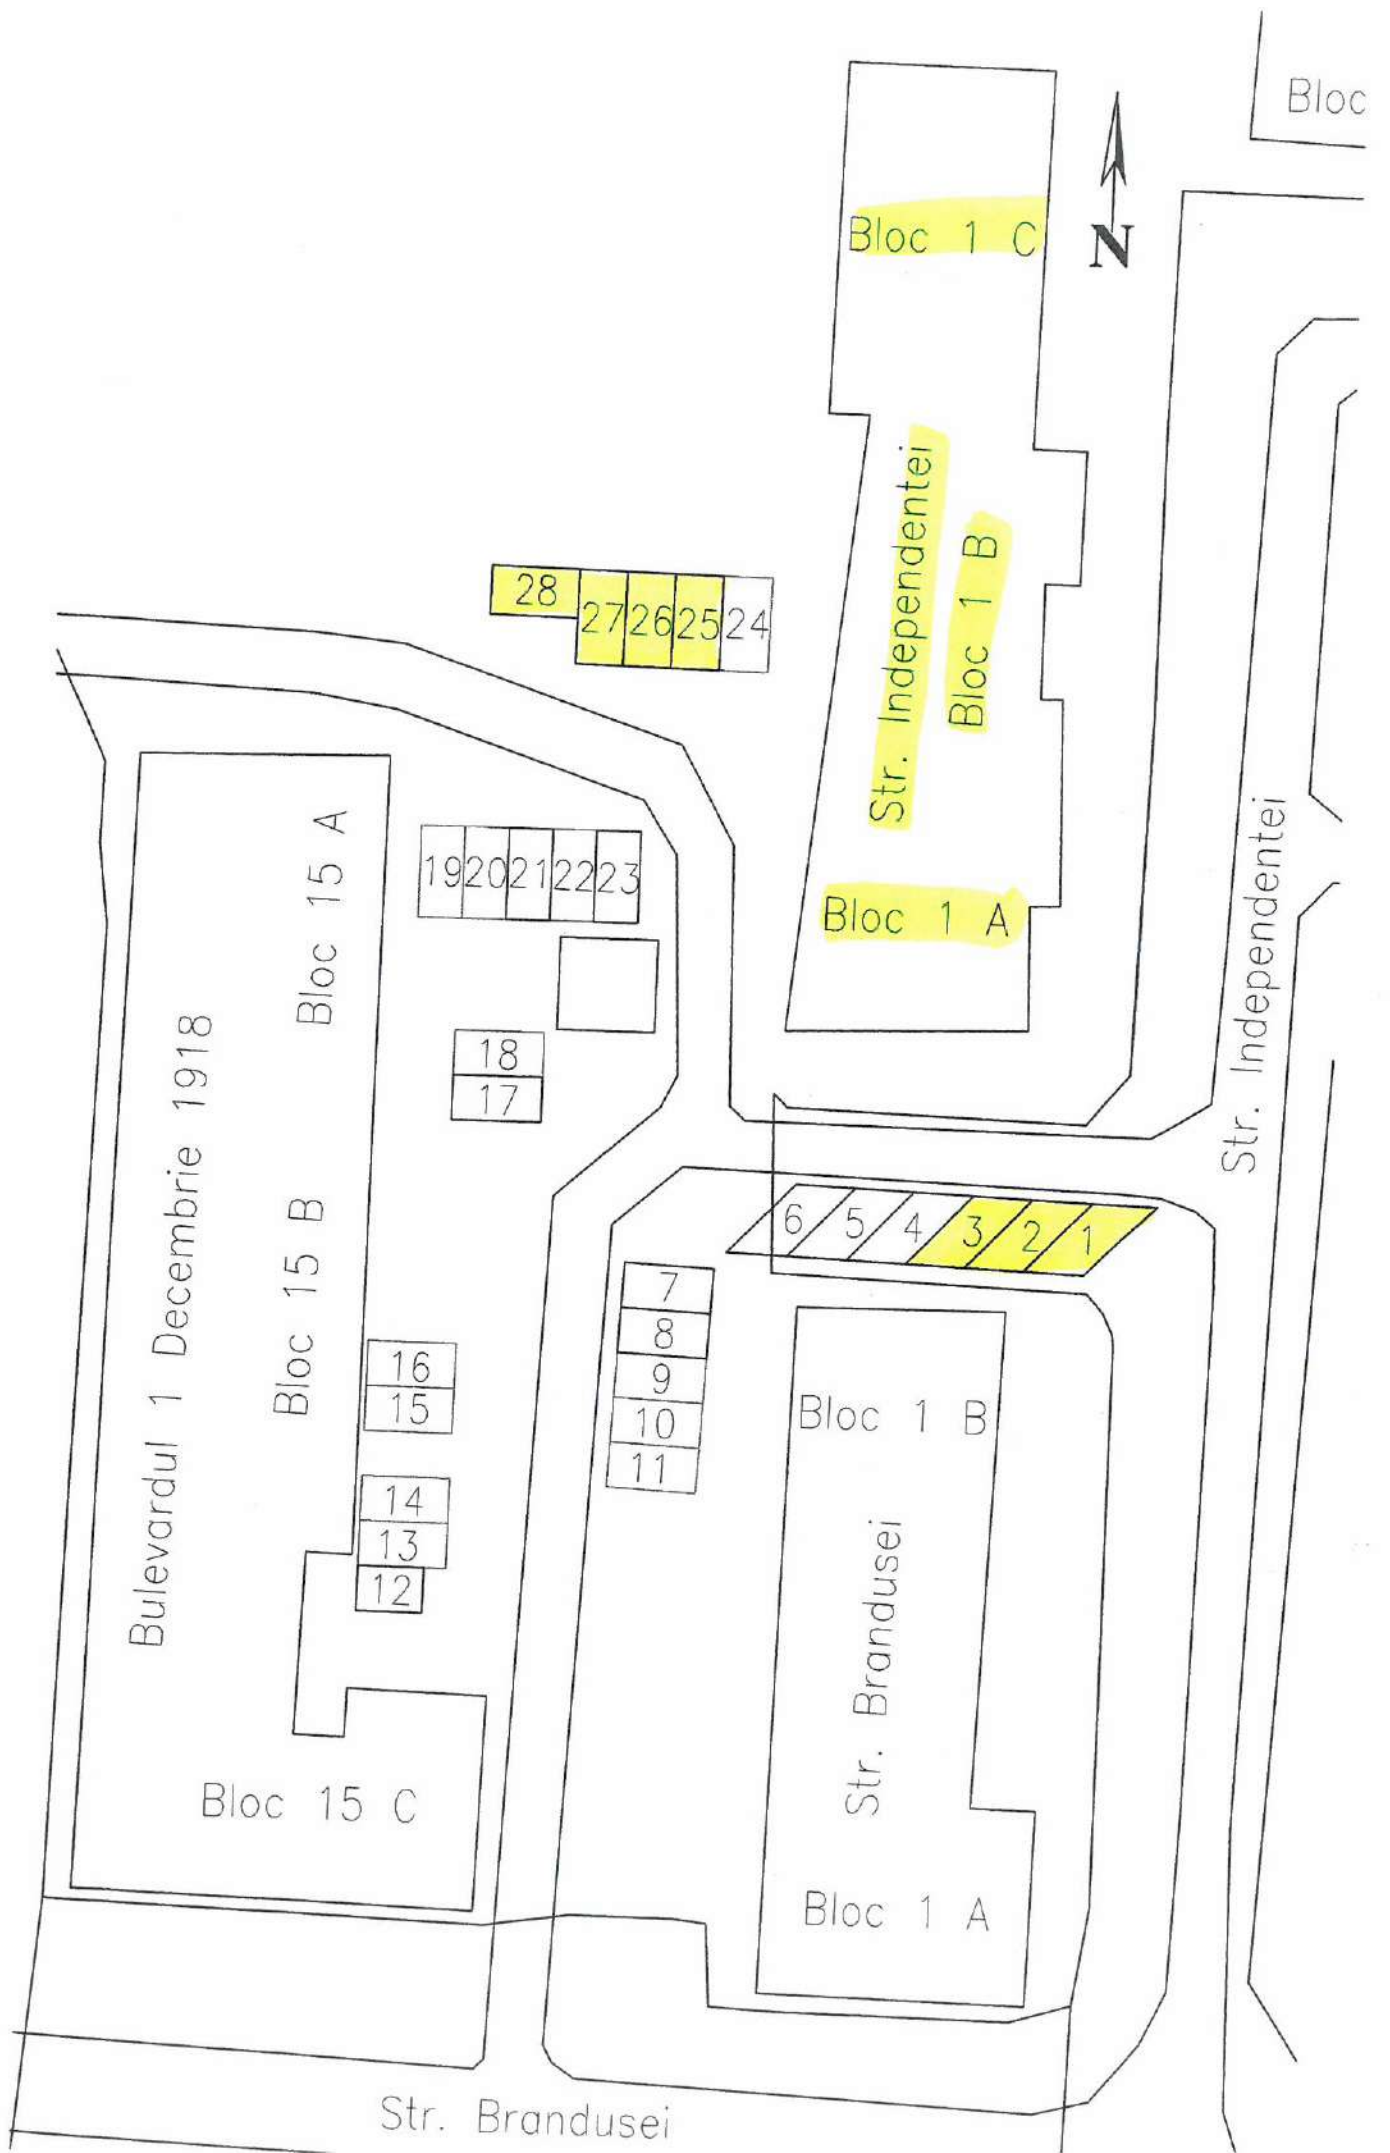 Bloc
Bloc 1 C
N
Str. Independentei
Bloc 1 B
28
27 26 25 24
Bloc 1 A
Str. Independentei
19 20 21 22 23
Bloc 15 A
18
17
Bulevardul 1 Decembrie 1918
Bloc 15 B
6 5 4 3 2 1
7
8
9
10
11
16
15
14
13
12
Bloc 1 B
Str. Brandusei
Bloc 15 C
Bloc 1 A
Str. Brandusei